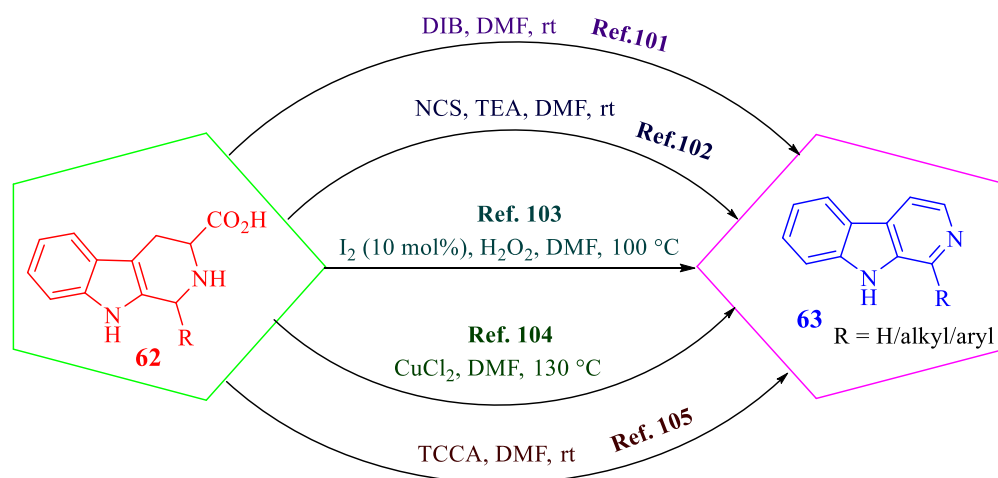 DIB, DMF, rt Ref.101
NCS, TEA, DMF, rt Ref.102
Ref. 103
I₂ (10 mol%), H₂O₂, DMF, 100 °C
Ref. 104
CuCl₂, DMF, 130 °C
TCCA, DMF, rt Ref. 105
CO₂H
NH
N
H
R
62
N
N
H
R
63
R = H/alkyl/aryl